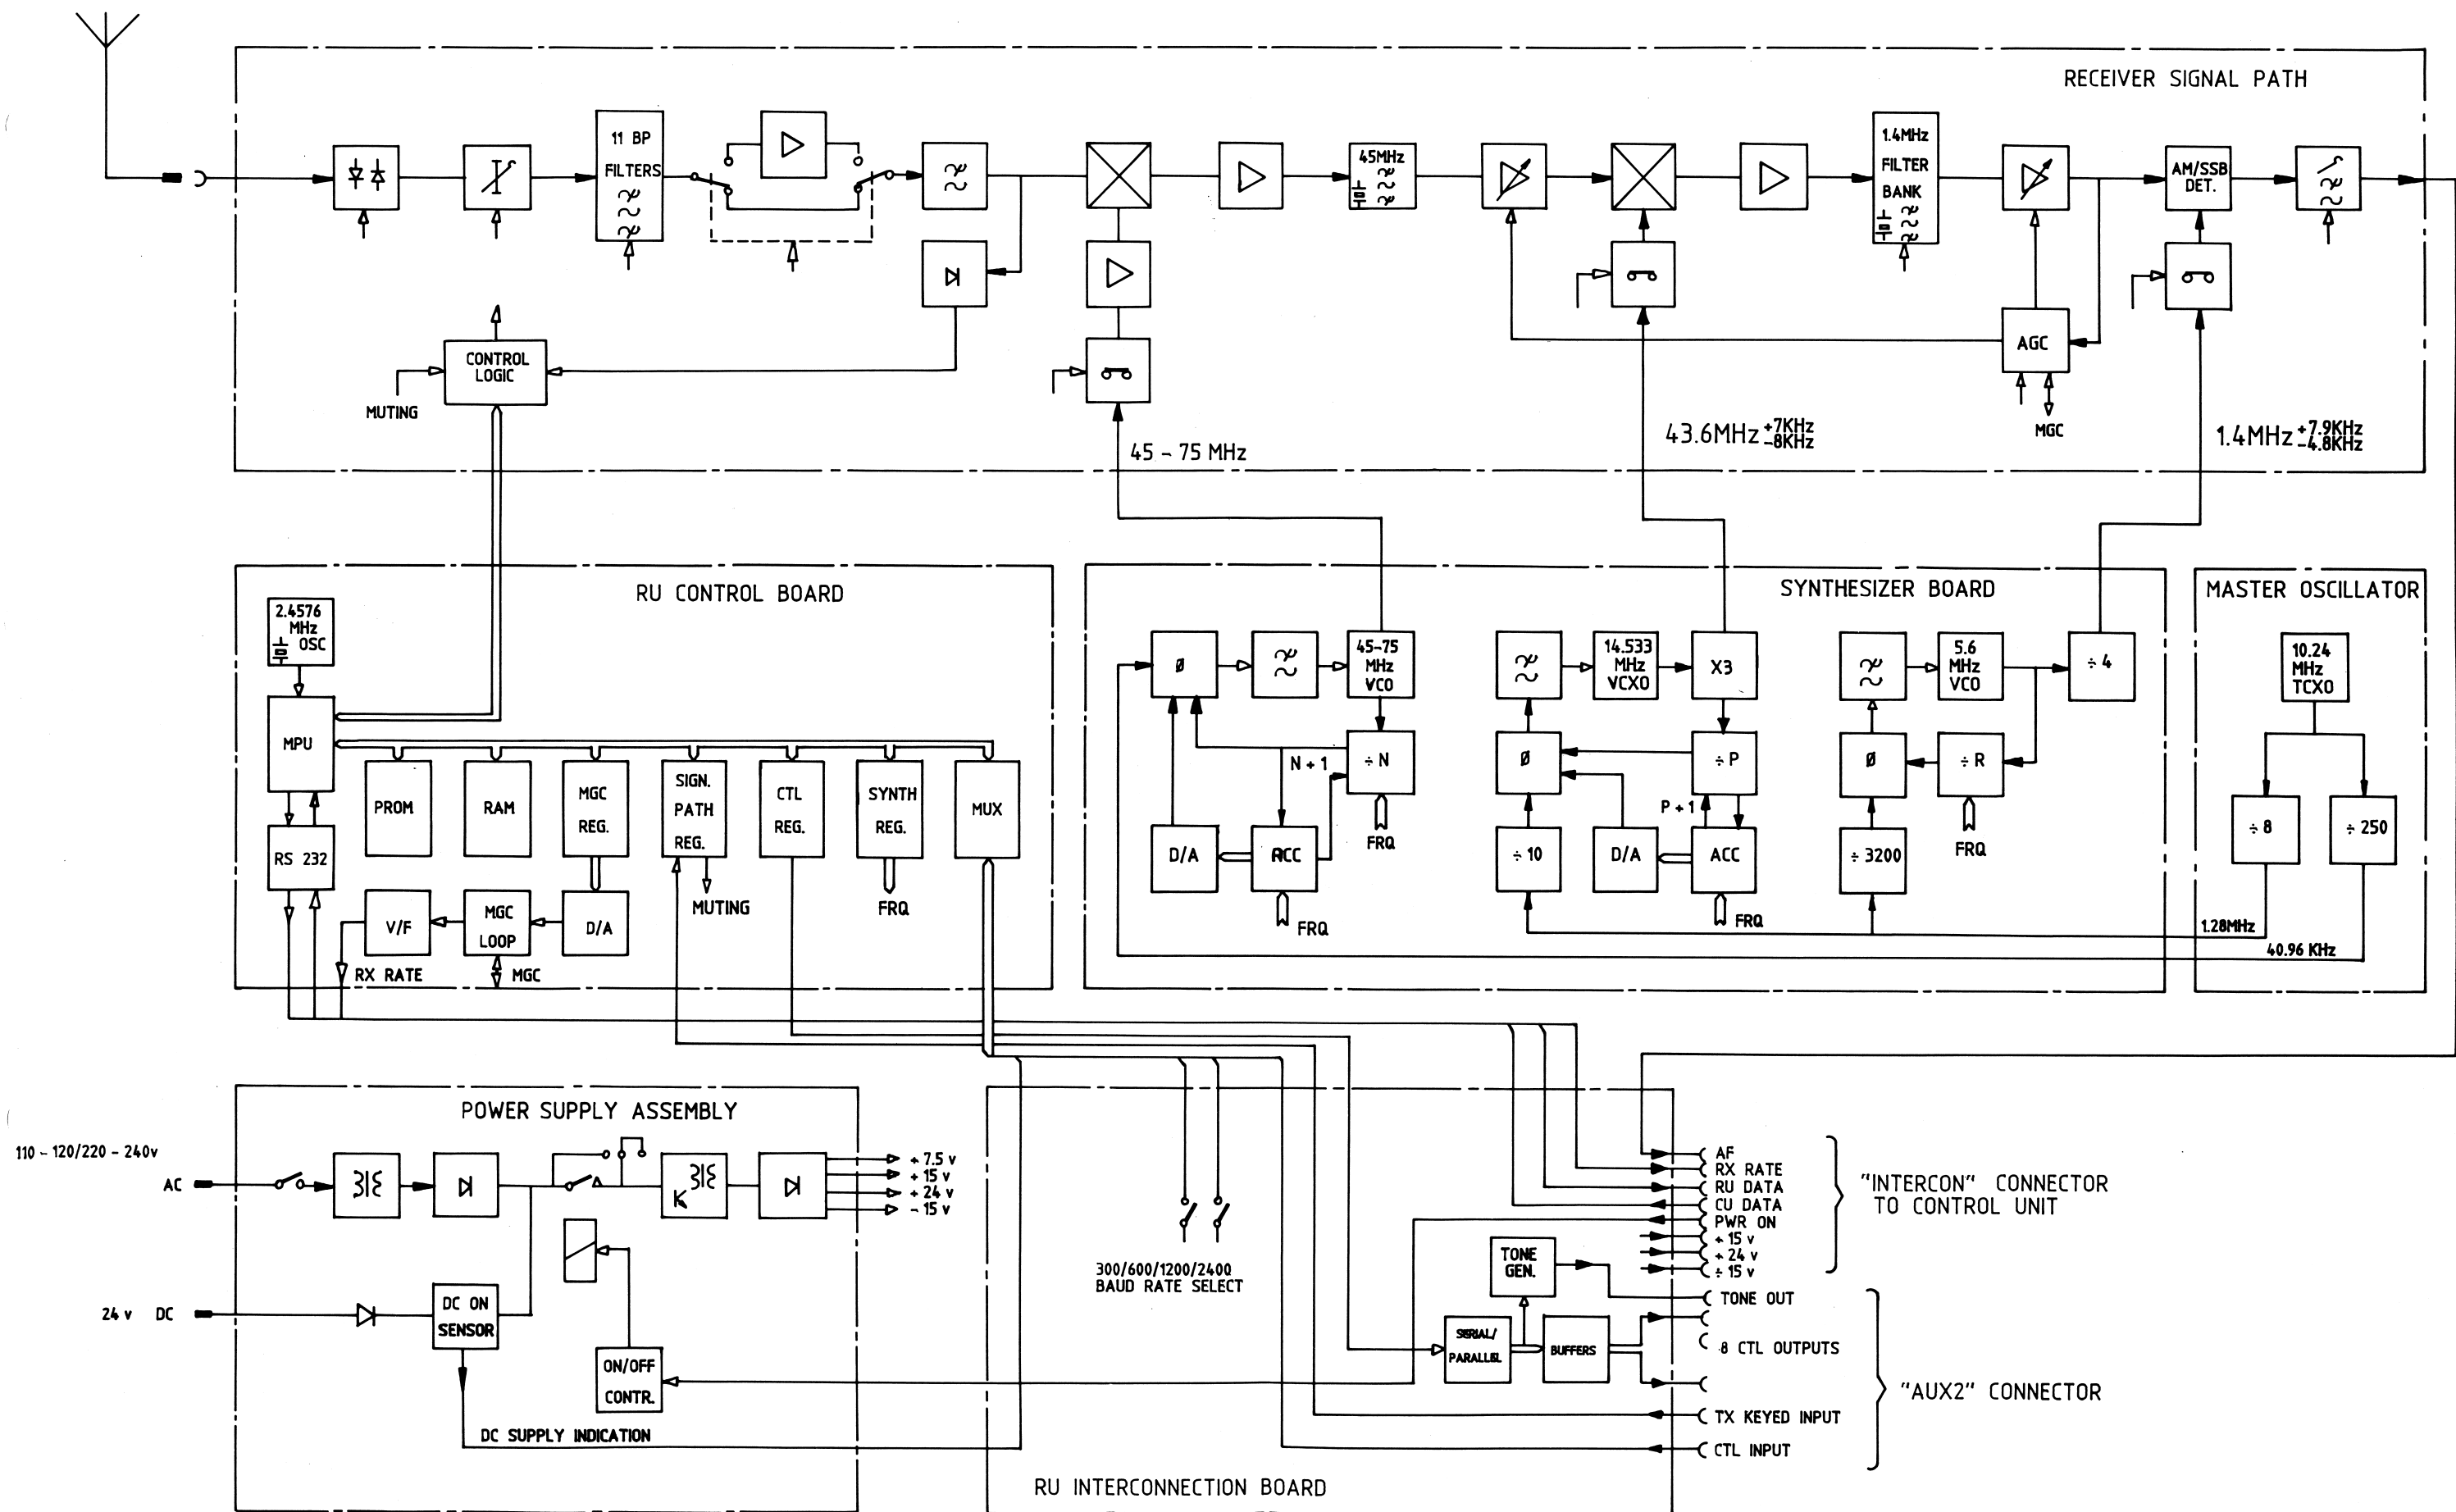 RECEIVER SIGNAL PATH
11 BP
FILTERS
45MHz
1.4MHz
FILTER
BANK
AM/SSB
DET.
CONTROL
LOGIC
MUTING
AGC
MGC
45 - 75 MHz
43.6MHz +7KHz
-8KHz
1.4MHz +7.9KHz
-4.8KHz
RU CONTROL BOARD
2.4576
MHz
OSC
MPU
PROM
RAM
MGC
REG.
SIGN.
PATH
REG.
CTL
REG.
SYNTH
REG.
MUX
RS 232
V/F
MGC
LOOP
D/A
MUTING
FRQ
RX RATE
MGC
SYNTHESIZER BOARD
Ø
45-75
MHz
VCO
14.533
MHz
VCXO
X3
5.6
MHz
VCO
÷ 4
N + 1
÷ N
Ø
÷ P
Ø
÷ R
P + 1
FRQ
FRQ
D/A
ACC
÷ 10
D/A
ACC
÷ 3200
FRQ
FRQ
MASTER OSCILLATOR
10.24
MHz
TCXO
÷ 8
÷ 250
1.28MHz
40.96 KHz
POWER SUPPLY ASSEMBLY
110 - 120/220 - 240v
AC
+ 7.5 v
+ 15 v
+ 24 v
- 15 v
24 v DC
DC ON
SENSOR
ON/OFF
CONTR.
DC SUPPLY INDICATION
300/600/1200/2400
BAUD RATE SELECT
TONE
GEN.
SERIAL/
PARALLEL
BUFFERS
RU INTERCONNECTION BOARD
AF
RX RATE
RU DATA
CU DATA
PWR ON
+ 15 v
+ 24 v
÷ 15 v
"INTERCON" CONNECTOR
TO CONTROL UNIT
TONE OUT
8 CTL OUTPUTS
TX KEYED INPUT
CTL INPUT
"AUX2" CONNECTOR